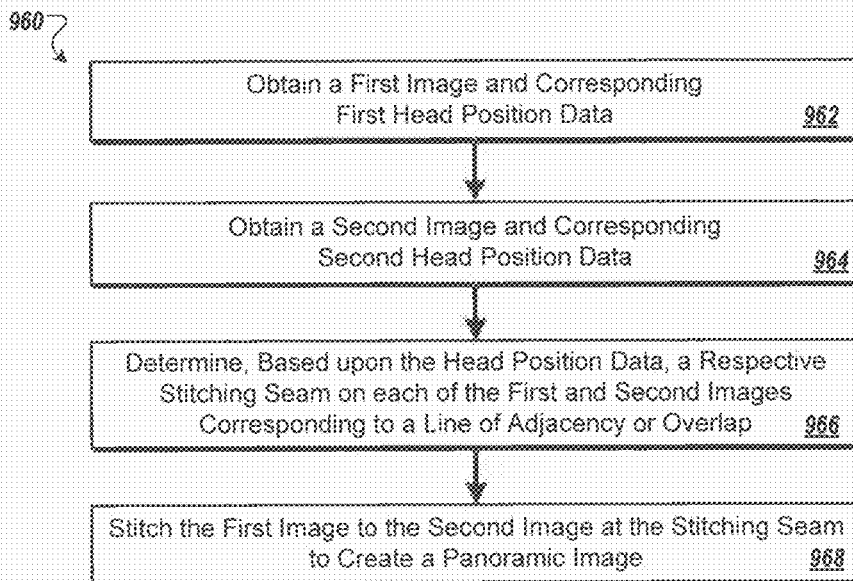 960
Obtain a First Image and Corresponding
First Head Position Data 962
Obtain a Second Image and Corresponding
Second Head Position Data 964
Determine, Based upon the Head Position Data, a Respective
Stitching Seam on each of the First and Second Images
Corresponding to a Line of Adjacency or Overlap 966
Stitch the First Image to the Second Image at the Stitching Seam
to Create a Panoramic Image 968